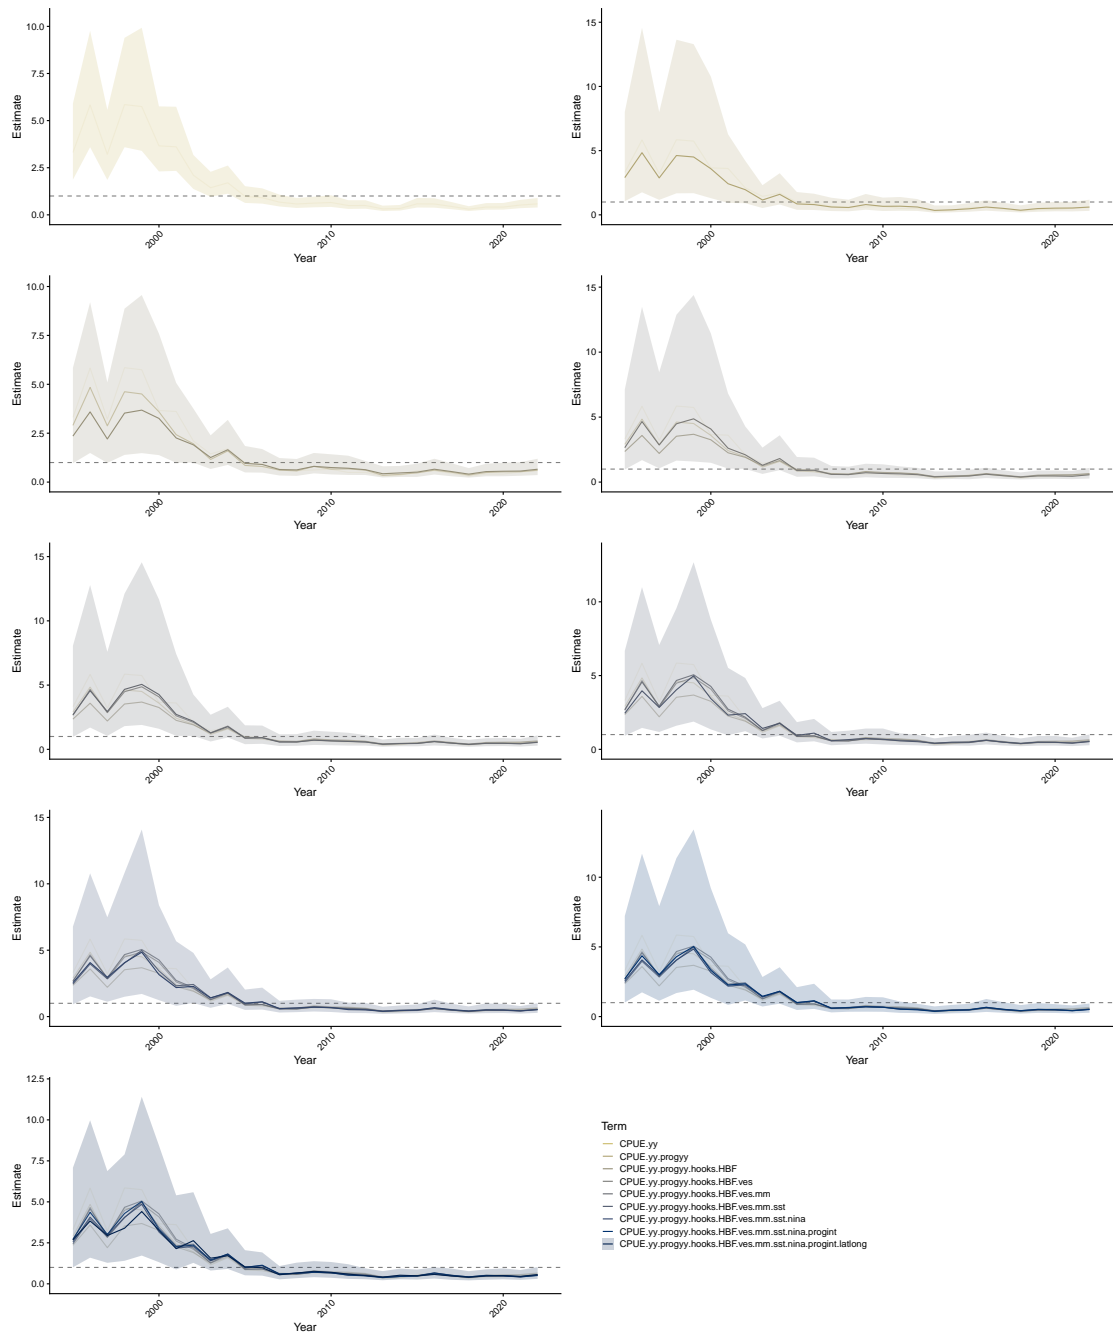 10.0
7.5
5.0
2.5
0.0
Estimate
2000
2010
2020
Year
15
10
5
0
Estimate
2000
2010
2020
Year
10.0
7.5
5.0
2.5
0.0
Estimate
2000
2010
2020
Year
15
10
5
0
Estimate
2000
2010
2020
Year
15
10
5
0
Estimate
2000
2010
2020
Year
10
5
0
Estimate
2000
2010
2020
Year
15
10
5
0
Estimate
2000
2010
2020
Year
10
5
0
Estimate
2000
2010
2020
Year
12.5
10.0
7.5
5.0
2.5
0.0
Estimate
2000
2010
2020
Year
Term
CPUE.yy
CPUE.yy.progyy
CPUE.yy.progyy.hooks.HBF
CPUE.yy.progyy.hooks.HBF.ves
CPUE.yy.progyy.hooks.HBF.ves.mm
CPUE.yy.progyy.hooks.HBF.ves.mm.sst
CPUE.yy.progyy.hooks.HBF.ves.mm.sst.nina
CPUE.yy.progyy.hooks.HBF.ves.mm.sst.nina.progint
CPUE.yy.progyy.hooks.HBF.ves.mm.sst.nina.progint.latlong